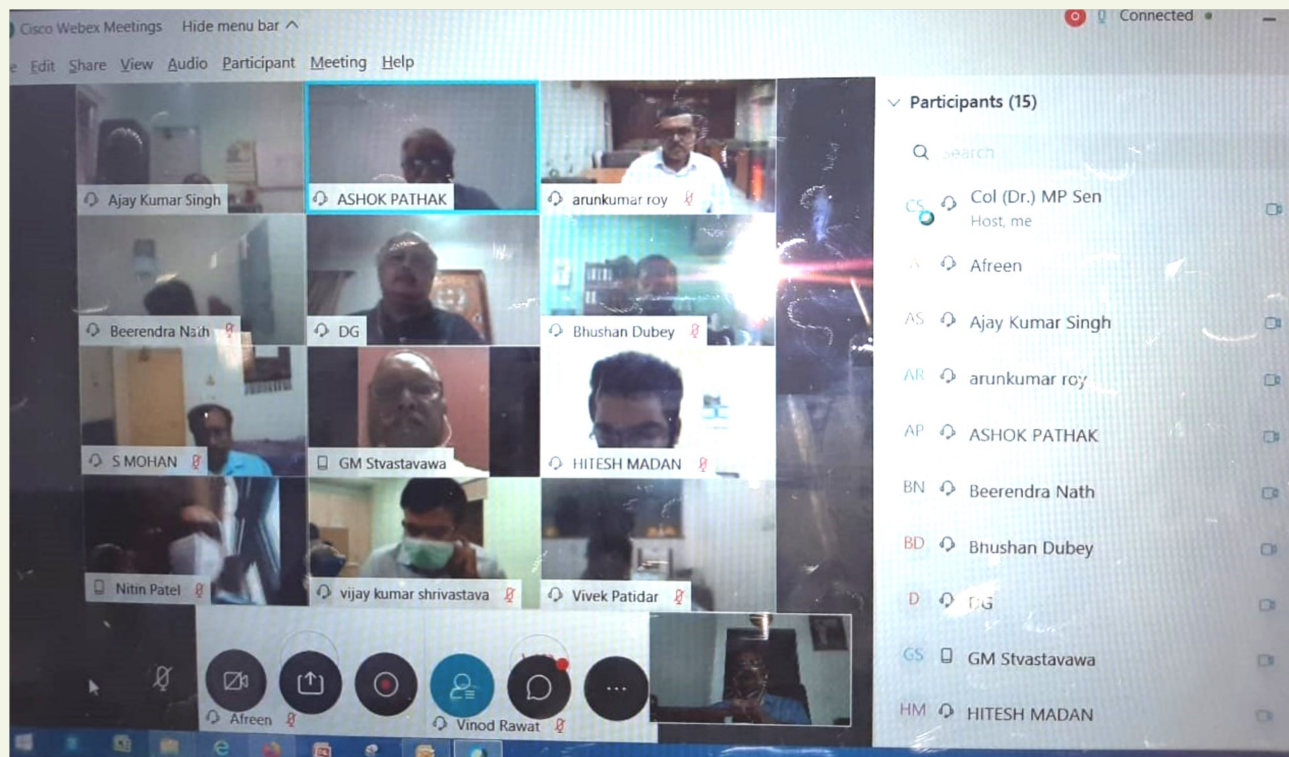 Cisco Webex Meetings Hide menu bar
Connected
Edit Share View Audio Participant Meeting Help
Ajay Kumar Singh
ASHOK PATHAK
arunkumar roy
Beerendra Nath
DG
Bhushan Dubey
S MOHAN
GM Stvastavawa
HITESH MADAN
Nitin Patel
vijay kumar shrivastava
Vivek Patidar
Afreen
Vinod Rawat
Participants (15)
Search
CS Col (Dr.) MP Sen
Host, me
A Afreen
AS Ajay Kumar Singh
AR arunkumar roy
AP ASHOK PATHAK
BN Beerendra Nath
BD Bhushan Dubey
D DG
GS GM Stvastavawa
HM HITESH MADAN